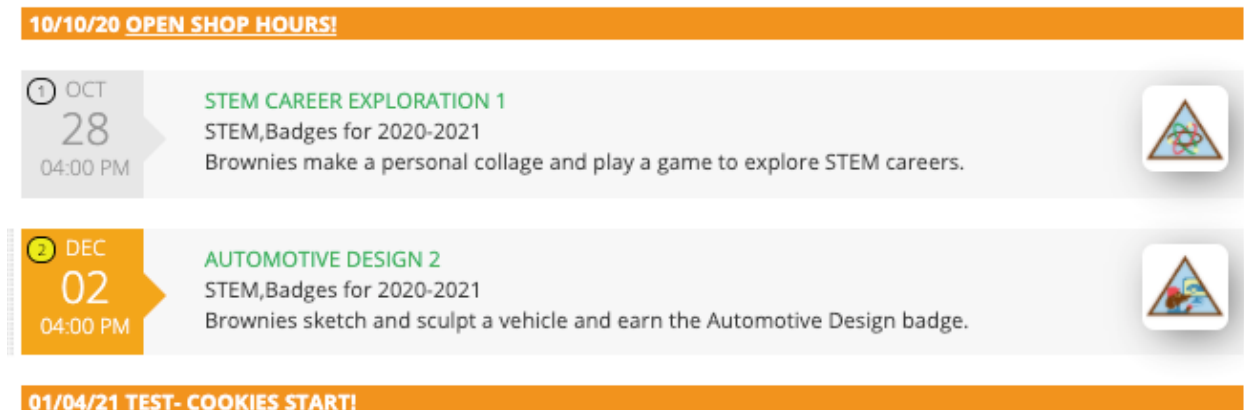 10/10/20 OPEN SHOP HOURS!
1 OCT
28
04:00 PM
STEM CAREER EXPLORATION 1
STEM,Badges for 2020-2021
Brownies make a personal collage and play a game to explore STEM careers.
2 DEC
02
04:00 PM
AUTOMOTIVE DESIGN 2
STEM,Badges for 2020-2021
Brownies sketch and sculpt a vehicle and earn the Automotive Design badge.
01/04/21 TEST- COOKIES START!